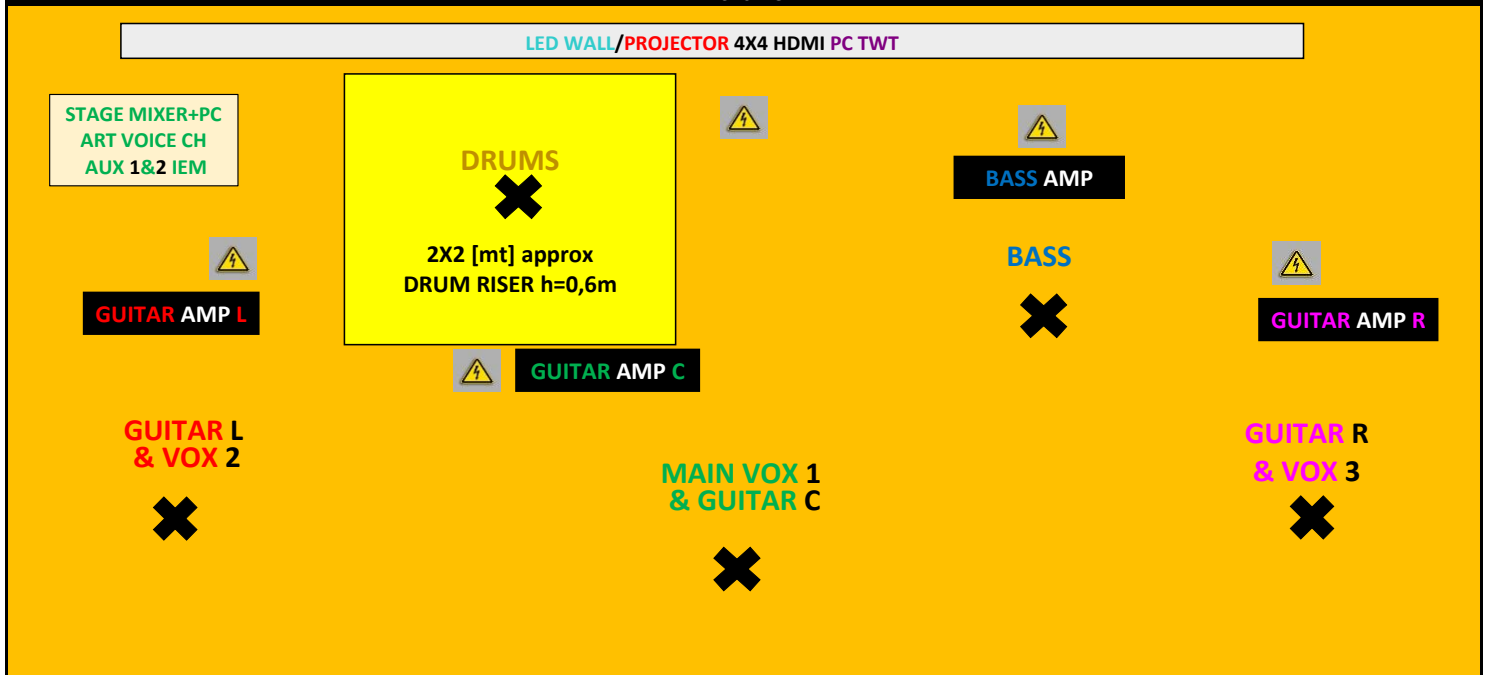 LED WALL/PROJECTOR 4X4 HDMI PC TWT
STAGE MIXER+PC
ART VOICE CH
AUX 1&2 IEM
DRUMS
2X2 [mt] approx
DRUM RISER h=0,6m
BASS AMP
BASS
GUITAR AMP L
GUITAR AMP R
GUITAR AMP C
GUITAR L
& VOX 2
MAIN VOX 1
& GUITAR C
GUITAR R
& VOX 3